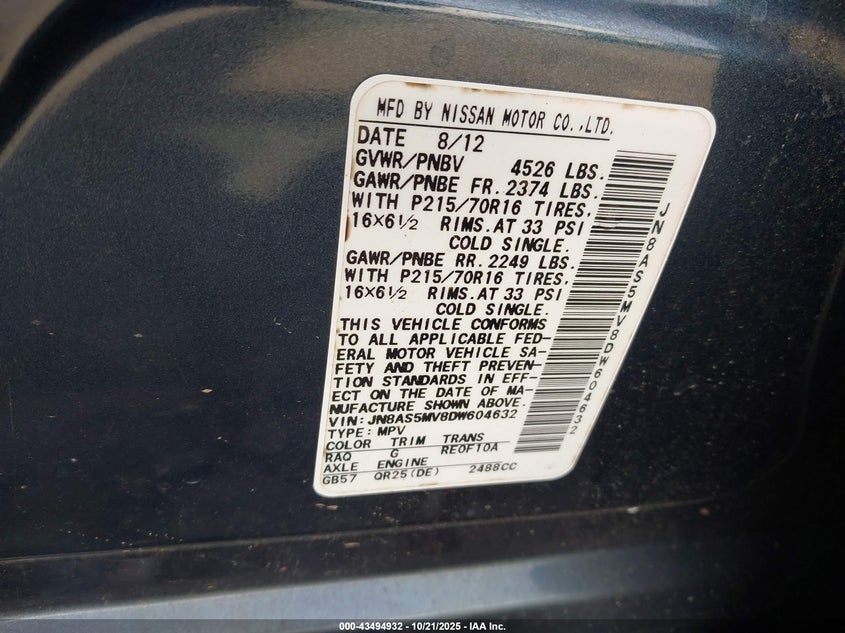 MFD BY NISSAN MOTOR CO.,LTD.
DATE 8/12
GVWR/PNBV 4526 LBS.
GAWR/PNBE FR. 2374 LBS.
WITH P215/70R16 TIRES,
16X6½ RIMS.AT 33 PSI
COLD SINGLE.
GAWR/PNBE RR. 2249 LBS.
WITH P215/70R16 TIRES,
16X6½ RIMS.AT 33 PSI
COLD SINGLE.
THIS VEHICLE CONFORMS
TO ALL APPLICABLE FED-
ERAL MOTOR VEHICLE SA-
FETY AND THEFT PREVEN-
TION STANDARDS IN EFF-
ECT ON THE DATE OF MA-
NUFACTURE SHOWN ABOVE.
VIN: JN8AS5MV8DW604632
TYPE: MPV
COLOR TRIM TRANS
RAQ G RE0F10A
AXLE ENGINE
GB57 QR25(DE) 2488CC
JN8AS5MV8DW604632
000-43494932 - 10/21/2025 - IAA Inc.